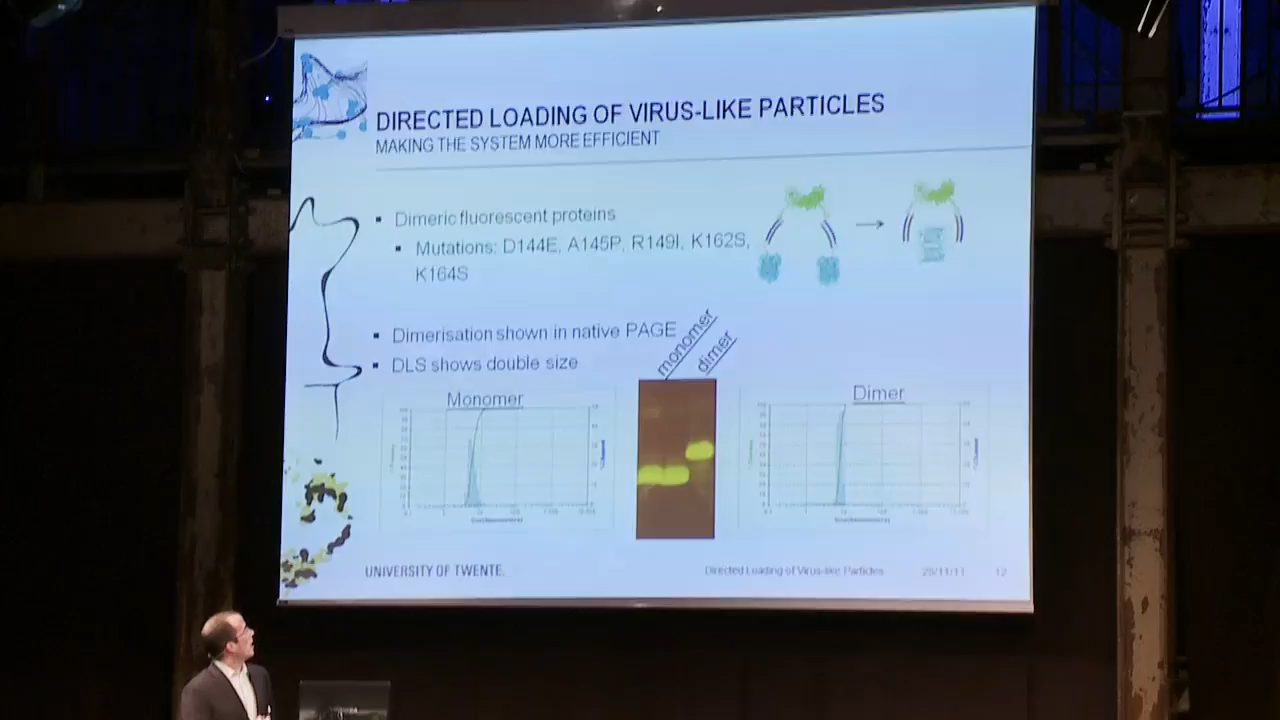 DIRECTED LOADING OF VIRUS-LIKE PARTICLES
MAKING THE SYSTEM MORE EFFICIENT
Dimeric fluorescent proteins
Mutations: D144E, A145P, R149I, K162S,
K164S
Dimerisation shown in native PAGE
DLS shows double size
monomer
dimer
Monomer
Dimer
UNIVERSITY OF TWENTE.
Directed Loading of Virus-like Particles
12